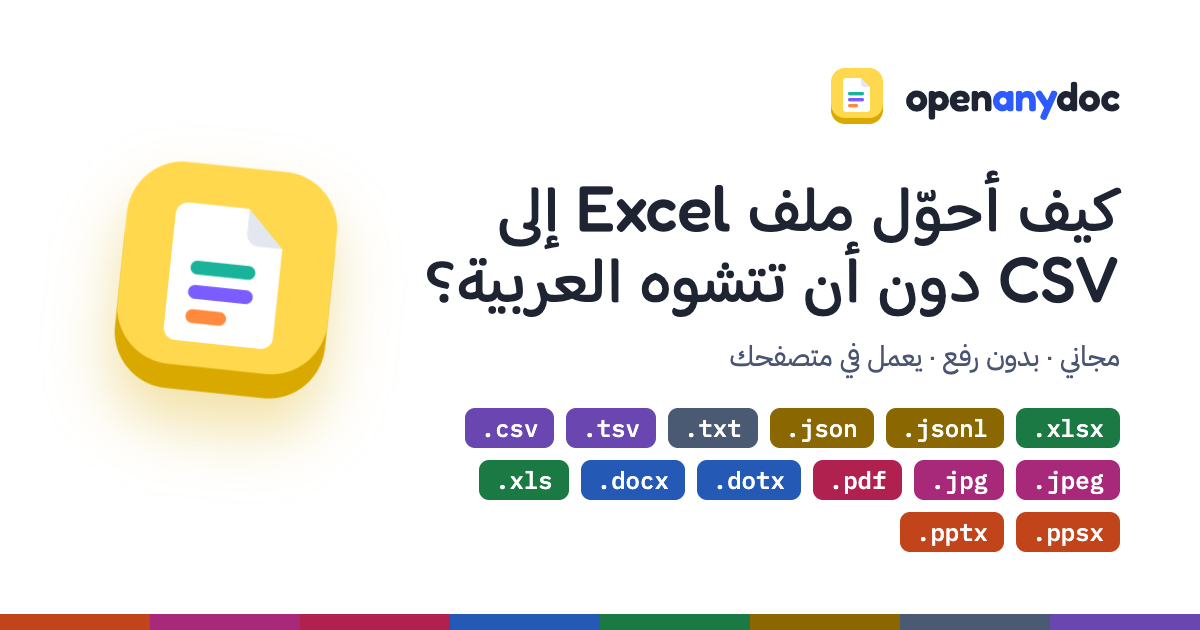 openanydoc
كيف أحوّل ملف Excel إلى
CSV دون أن تتشوه العربية؟
مجاني · بدون رفع · يعمل في متصفحك
.csv .tsv .txt .json .jsonl .xlsx
.xls .docx .dotx .pdf .jpg .jpeg
.pptx .ppsx